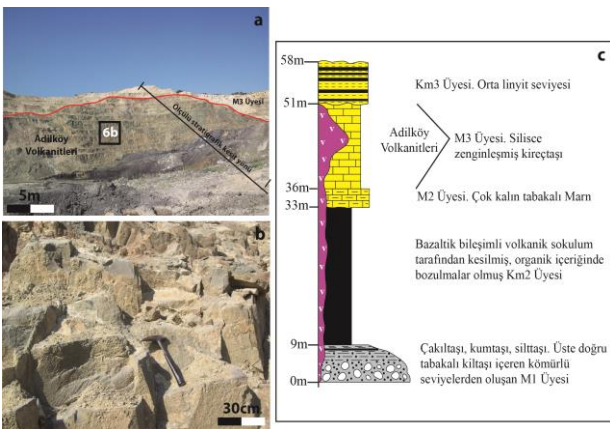 a
M3 Üyesi
Adilköy
Volkanitleri
6b
Ölçülü stratigrafik kesit yönü
5m
b
30cm
c
58m
Km3 Üyesi. Orta linyit seviyesi
51m
Adilköy
Volkanitleri
M3 Üyesi. Silisce
zenginleşmiş kireçtaşı
36m
M2 Üyesi. Çok kalın tabakalı Marn
33m
Bazaltik bileşimli volkanik sokulum
tarafından kesilmiş, organik içeriğinde
bozulmalar olmuş Km2 Üyesi
9m
Çakıltaşı, kumtaşı, silttaşı. Üste doğru
tabakalı kiltaşı içeren kömürlü
seviyelerden oluşan M1 Üyesi
0m